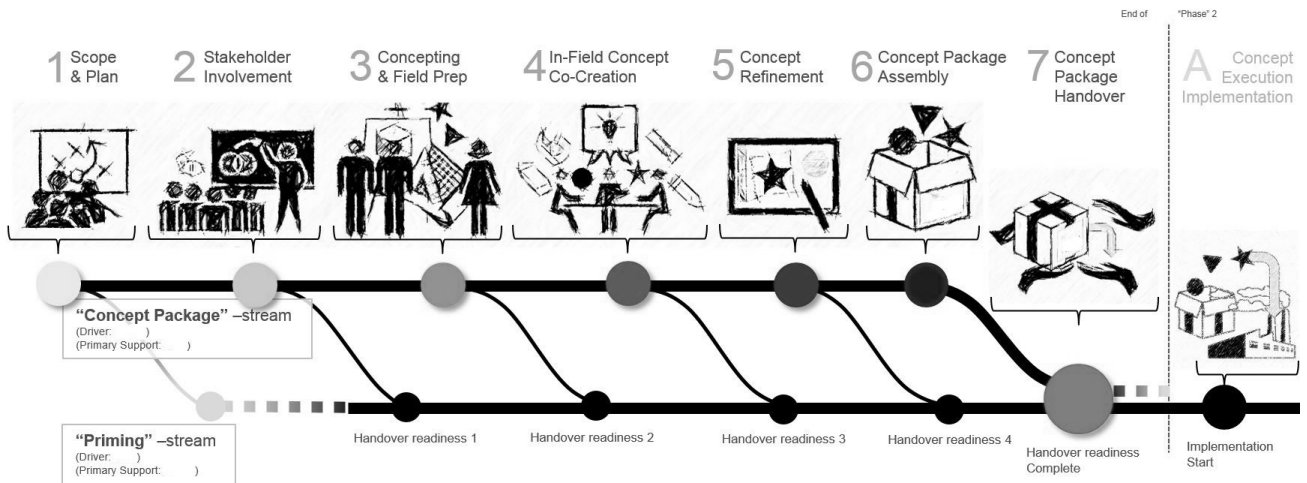 End of "Phase" 2
1 Scope
& Plan
2 Stakeholder
Involvement
3 Concepting
& Field Prep
4 In-Field Concept
Co-Creation
5 Concept
Refinement
6 Concept Package
Assembly
7 Concept
Package
Handover
A Concept
Execution
Implementation
“Concept Package” –stream
(Driver: )
(Primary Support: )
“Priming” –stream
(Driver: )
(Primary Support: )
Handover readiness 1
Handover readiness 2
Handover readiness 3
Handover readiness 4
Handover readiness
Complete
Implementation
Start